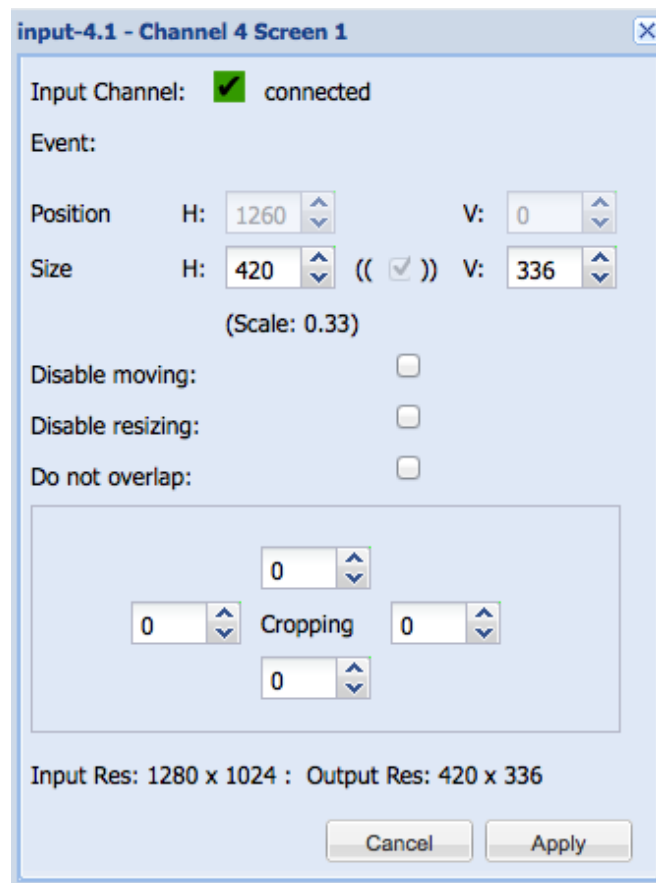 input-4.1 - Channel 4 Screen 1
Input Channel: ✔ connected
Event:
Position H: 1260 V: 0
Size H: 420 (( ✓ )) V: 336
(Scale: 0.33)
Disable moving:
Disable resizing:
Do not overlap:
0
0 Cropping 0
0
Input Res: 1280 x 1024 : Output Res: 420 x 336
Cancel Apply